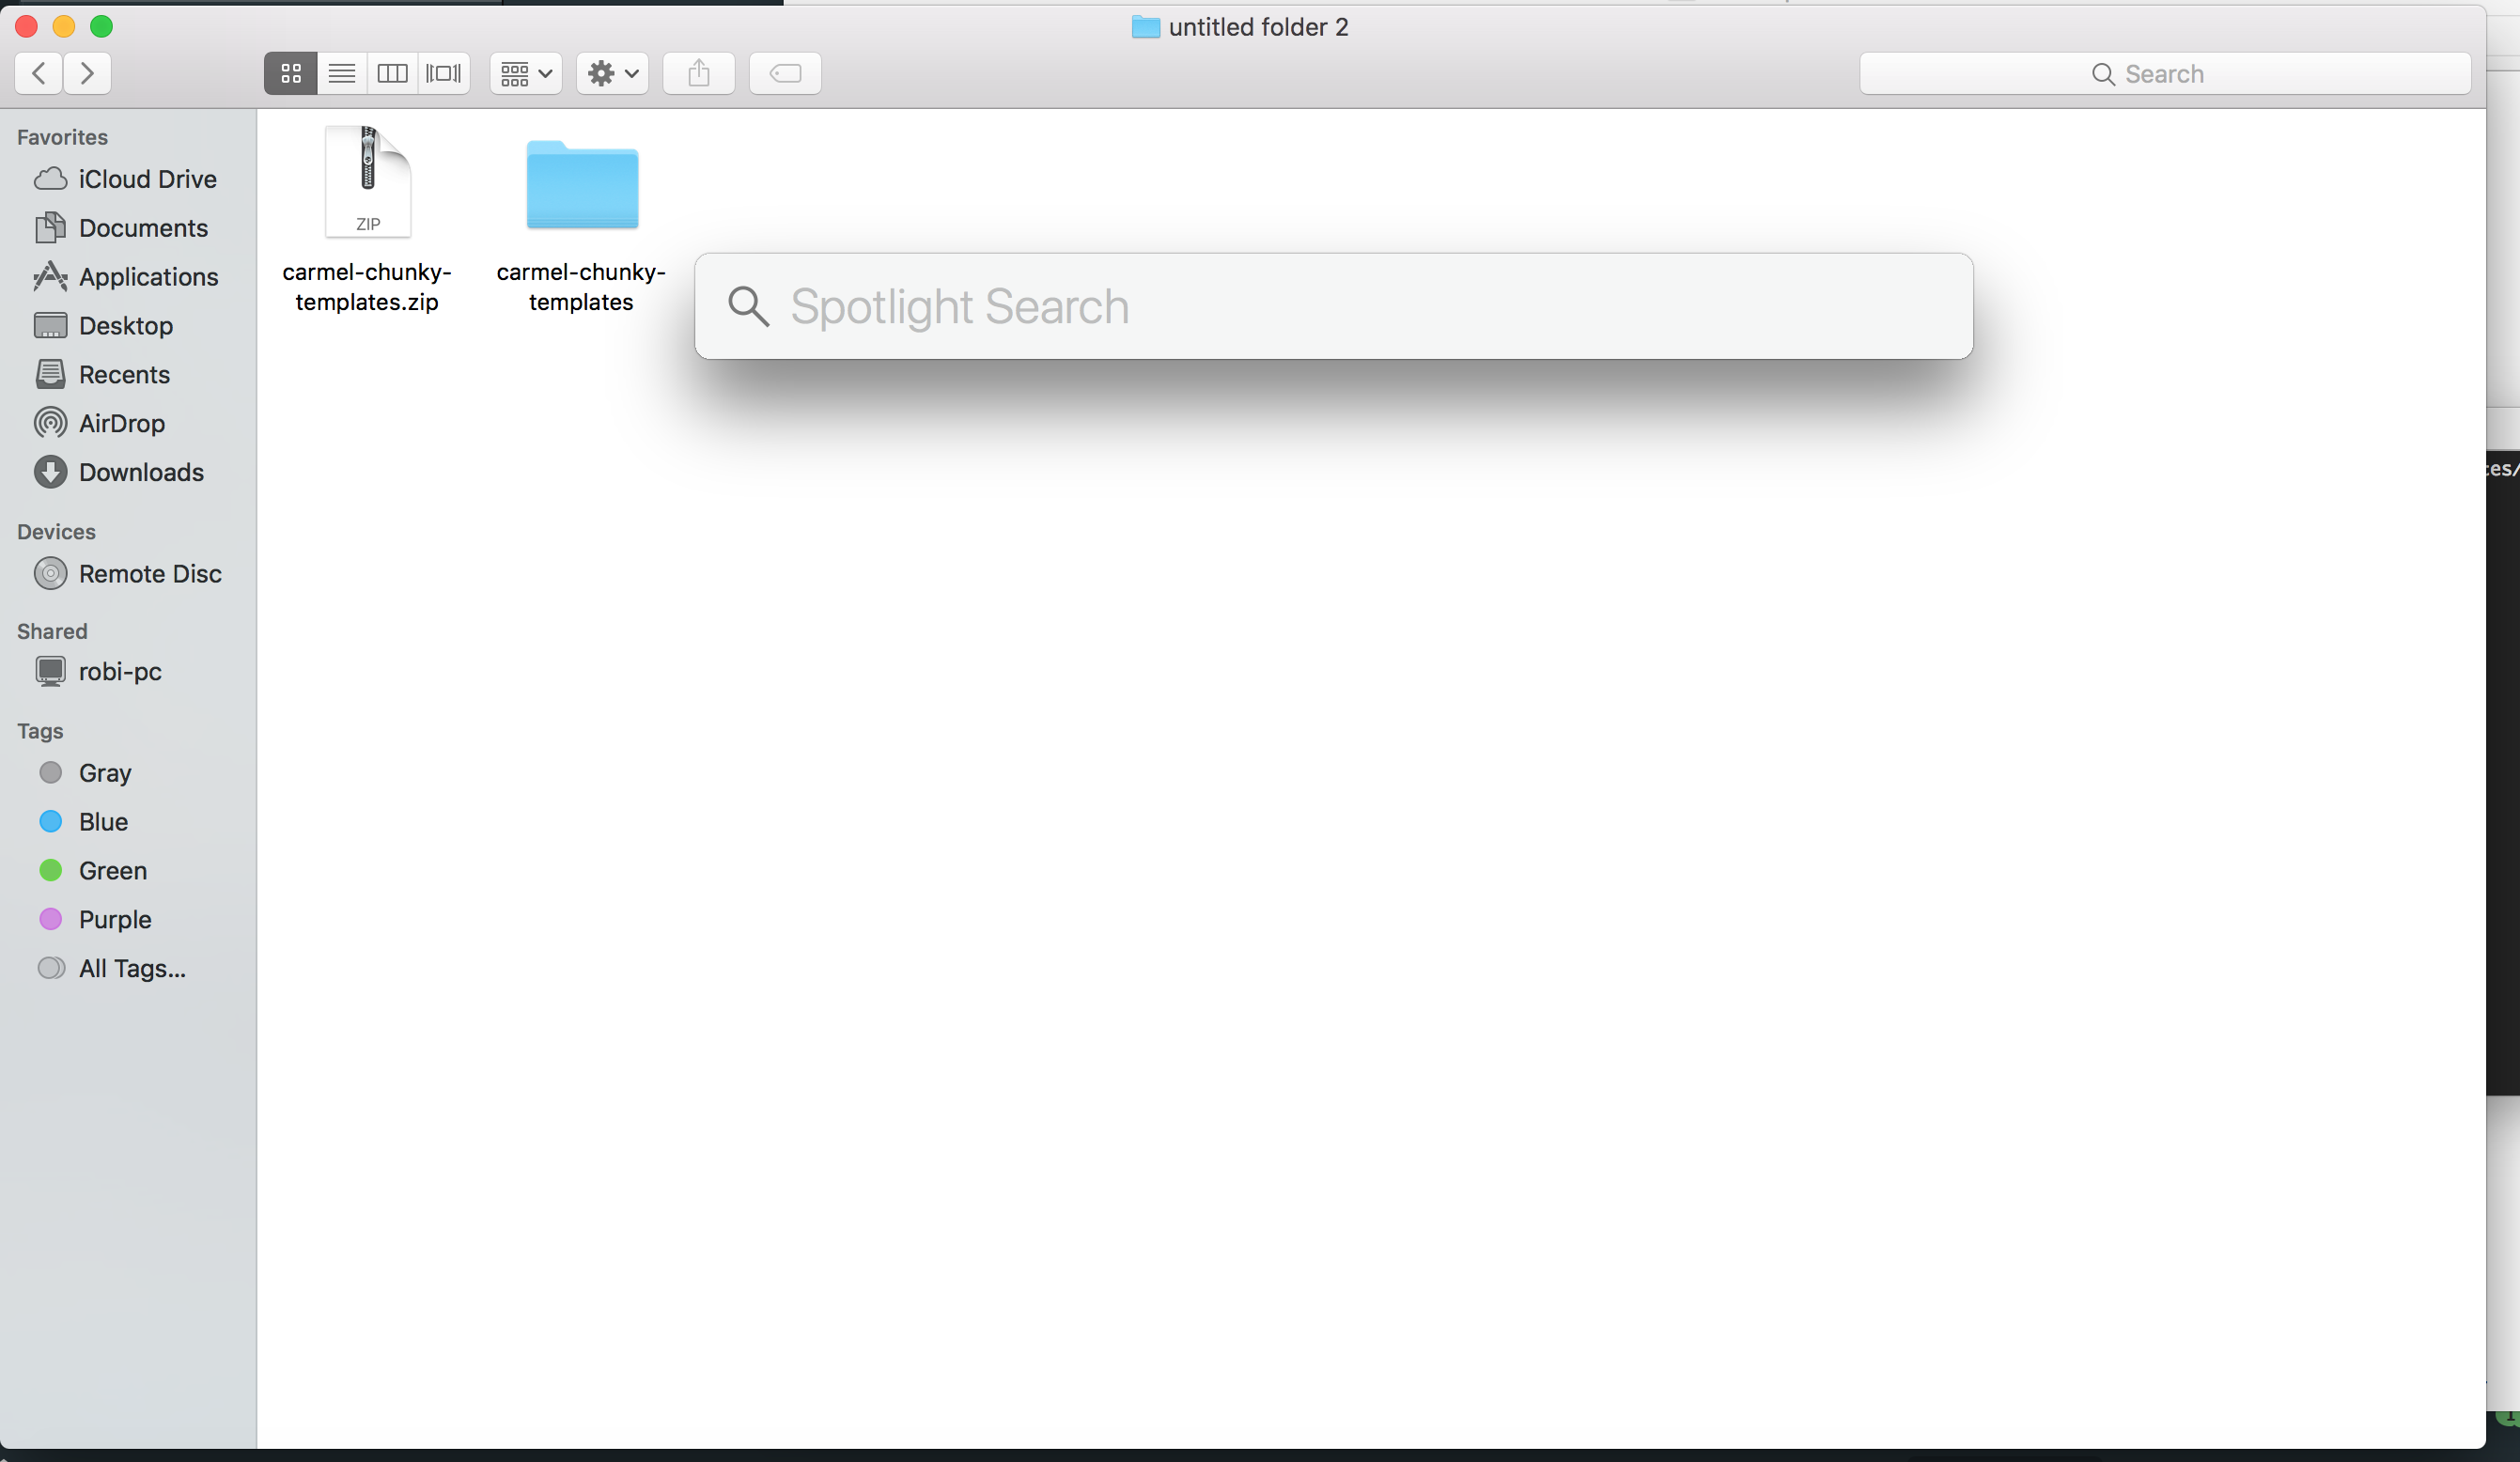 untitled folder 2
Search
Favorites
iCloud Drive
Documents
Applications
Desktop
Recents
AirDrop
Downloads
Devices
Remote Disc
Shared
robi-pc
Tags
Gray
Blue
Green
Purple
All Tags...
ZIP
carmel-chunky-
templates.zip
carmel-chunky-
templates
Spotlight Search